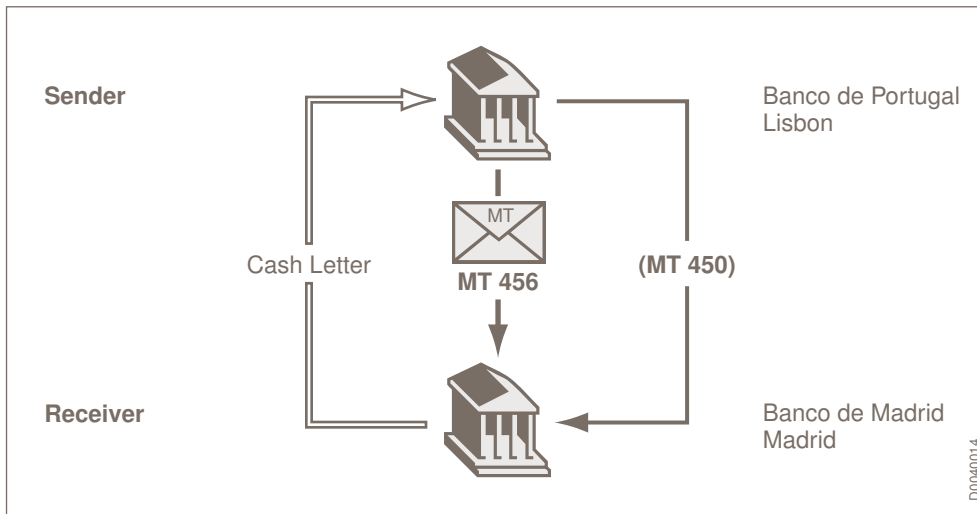 Sender
Banco de Portugal
Lisbon
MT
Cash Letter
MT 456
(MT 450)
Receiver
Banco de Madrid
Madrid
D0040014